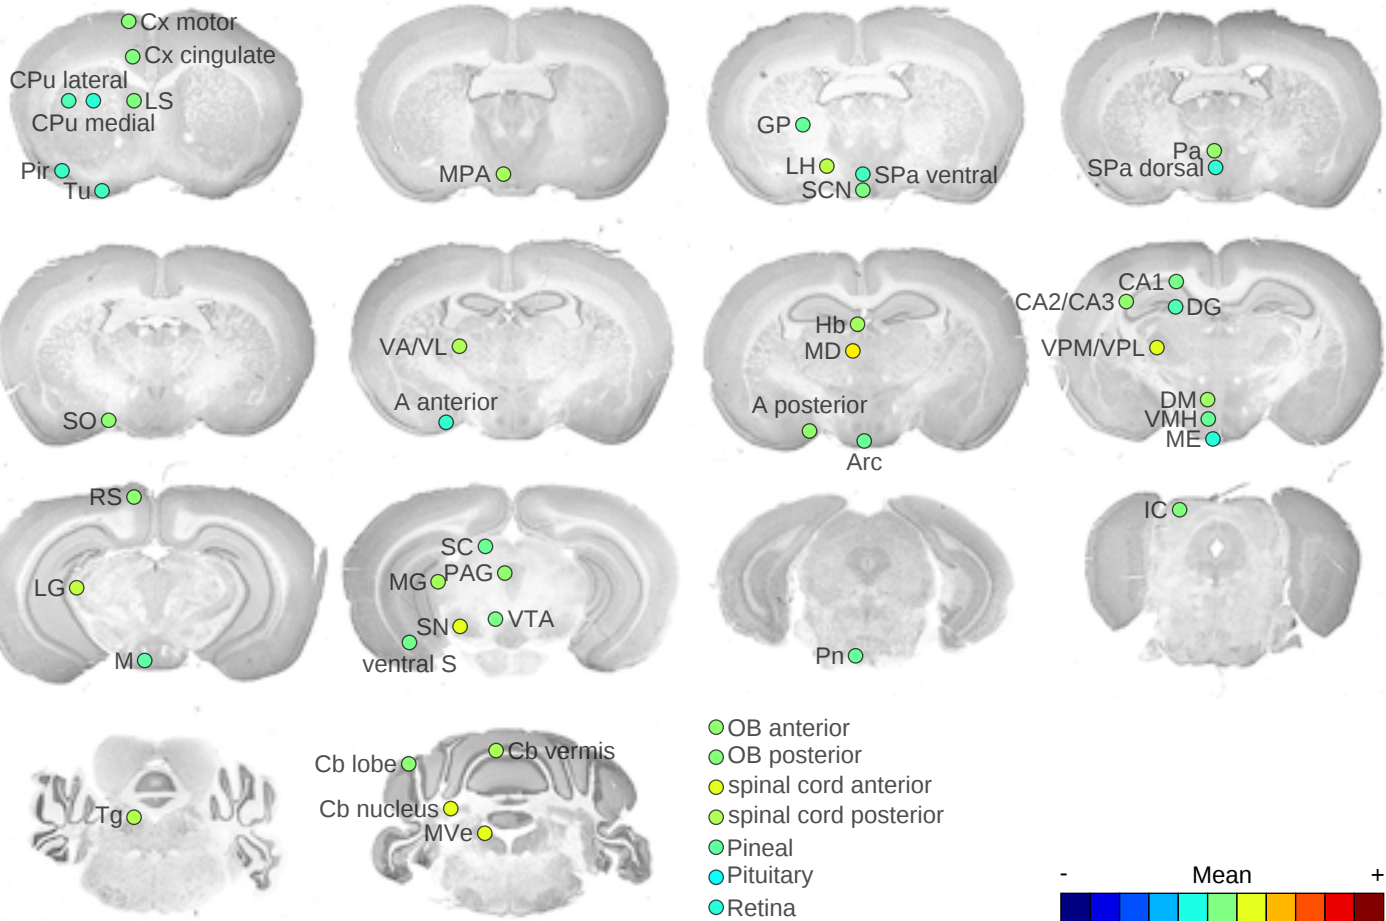 Cx motor
Cx cingulate
CPu lateral
LS
CPu medial
Pir
Tu
MPA
GP
LH
SPa ventral
SCN
Pa
SPa dorsal
SO
VA/VL
A anterior
Hb
MD
A posterior
Arc
CA1
CA2/CA3
DG
VPM/VPL
DM
VMH
ME
RS
LG
M
SC
MG
PAG
SN
VTA
ventral S
Pn
IC
Tg
Cb lobe
Cb vermis
Cb nucleus
MVe
OB anterior
OB posterior
spinal cord anterior
spinal cord posterior
Pineal
Pituitary
Retina
- Mean +